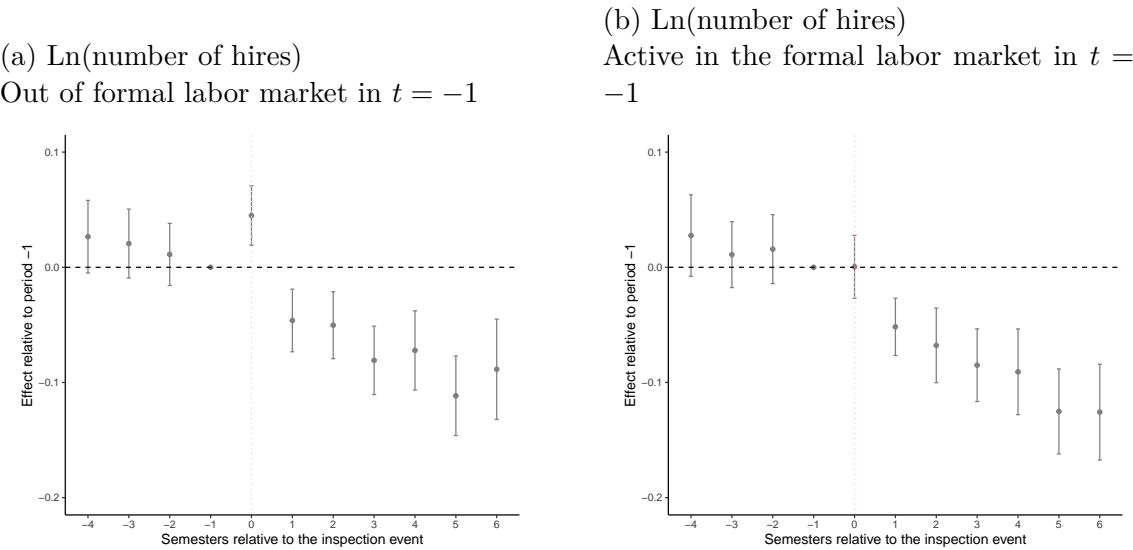 (a) Ln(number of hires)
Out of formal labor market in t = −1
0.1
0.0
−0.1
−0.2
Effect relative to period −1
−4 −3 −2 −1 0 1 2 3 4 5 6
Semesters relative to the inspection event
(b) Ln(number of hires)
Active in the formal labor market in t =
−1
0.1
0.0
−0.1
−0.2
Effect relative to period −1
−4 −3 −2 −1 0 1 2 3 4 5 6
Semesters relative to the inspection event